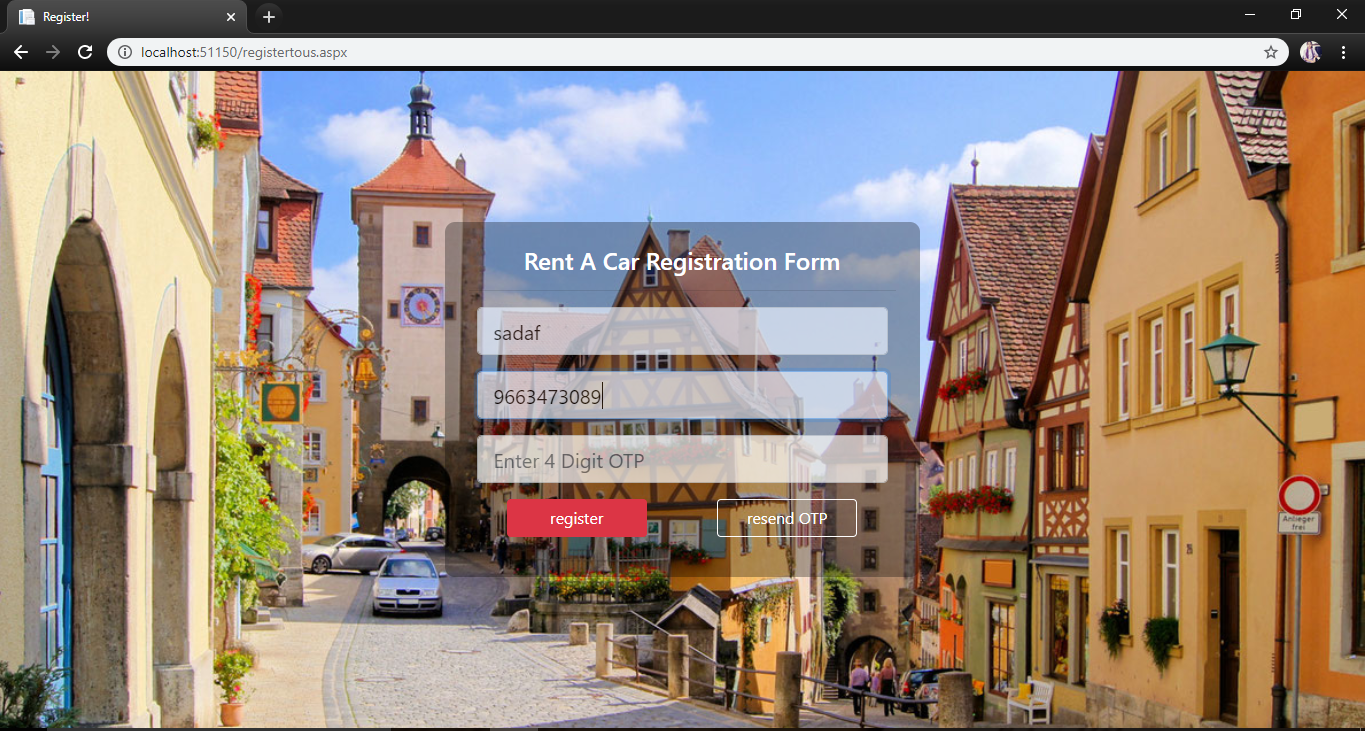 Register!
localhost:51150/registertous.aspx
Rent A Car Registration Form
sadaf
9663473089
Enter 4 Digit OTP
register
resend OTP
Anlieger
frei